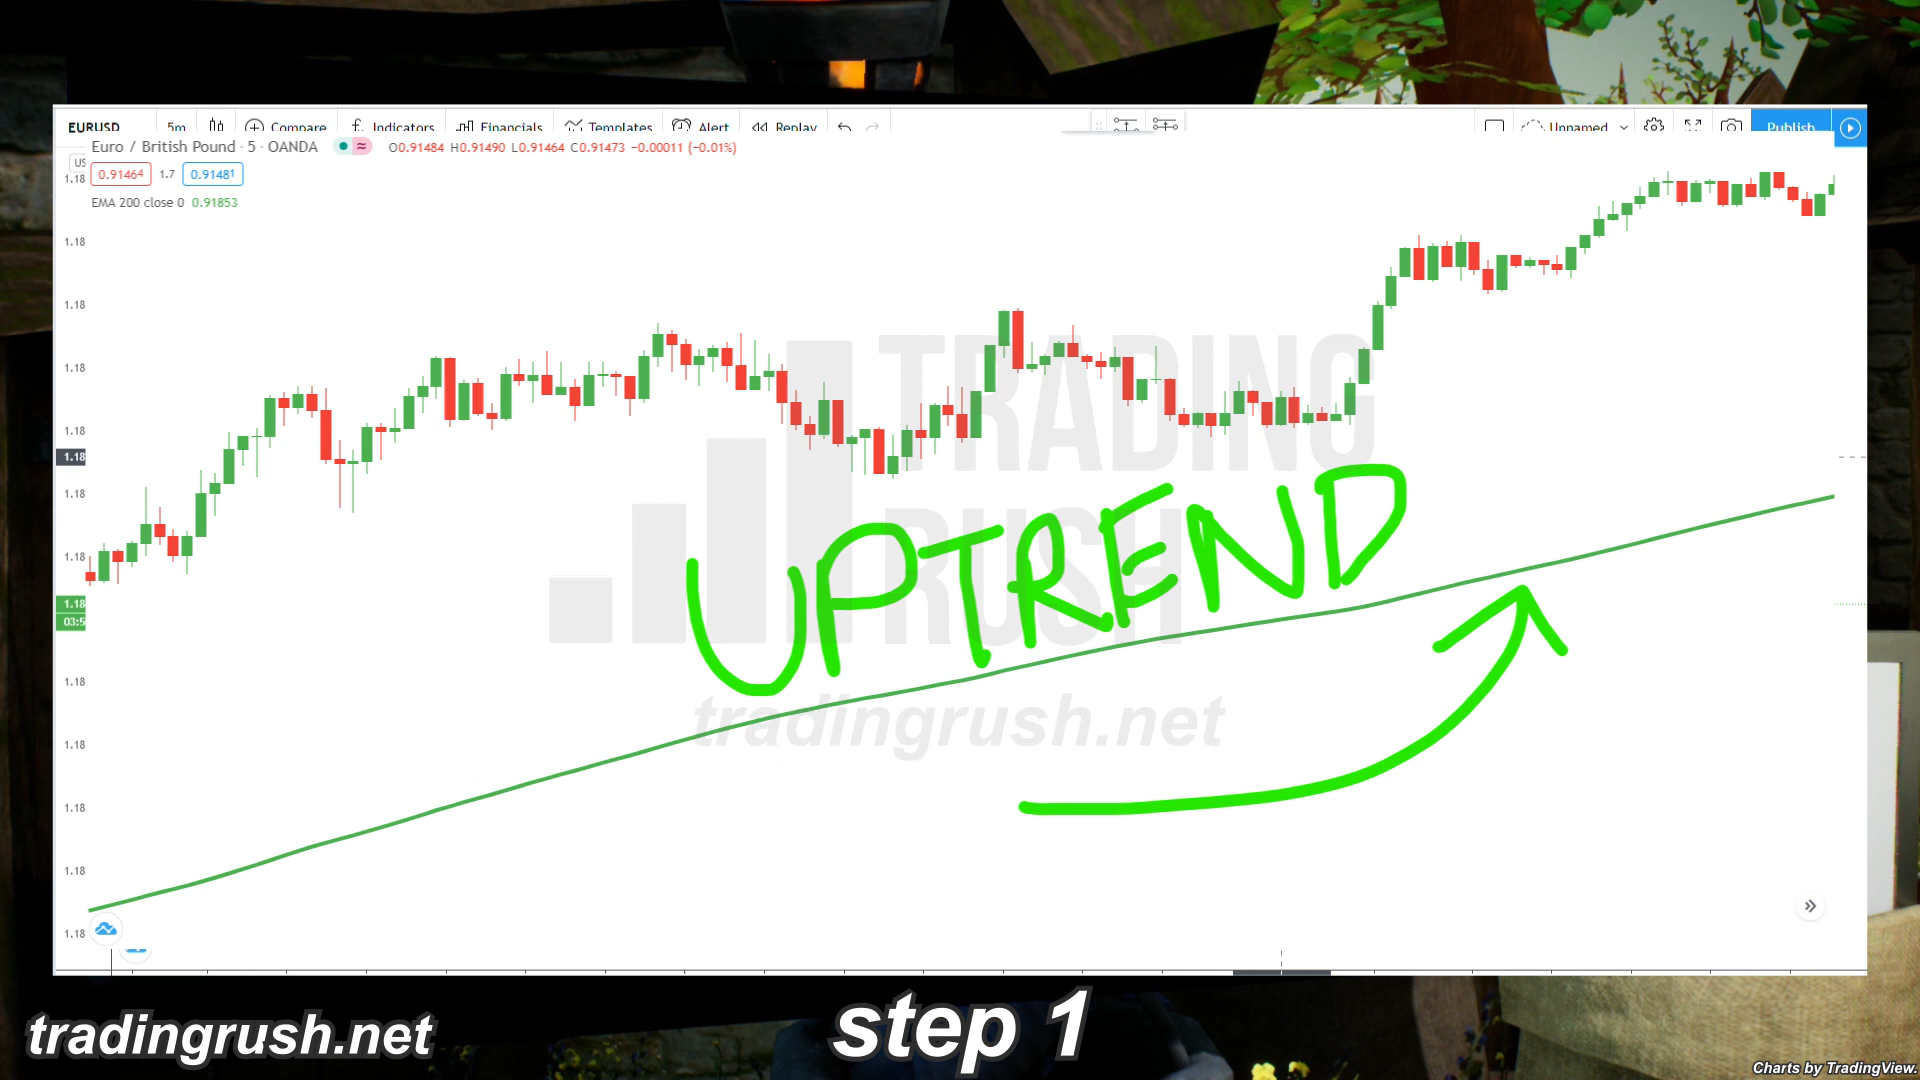 EURUSD 5m Compare Indicators Financials Templates Alert Replay Unnamed Publish
Euro / British Pound · 5 · OANDA O0.91484 H0.91490 L0.91464 C0.91473 −0.00011 (−0.01%)
US
1.18 0.91464 1.7 0.91481
EMA 200 close 0 0.91853
1.18
1.18
1.18
1.18
1.18
1.18
1.18
1.18
03:5
1.18
1.18
1.18
1.18
1.18
TRADING
RUSH
tradingrush.net
UPTREND
tradingrush.net
step 1
Charts by TradingView.